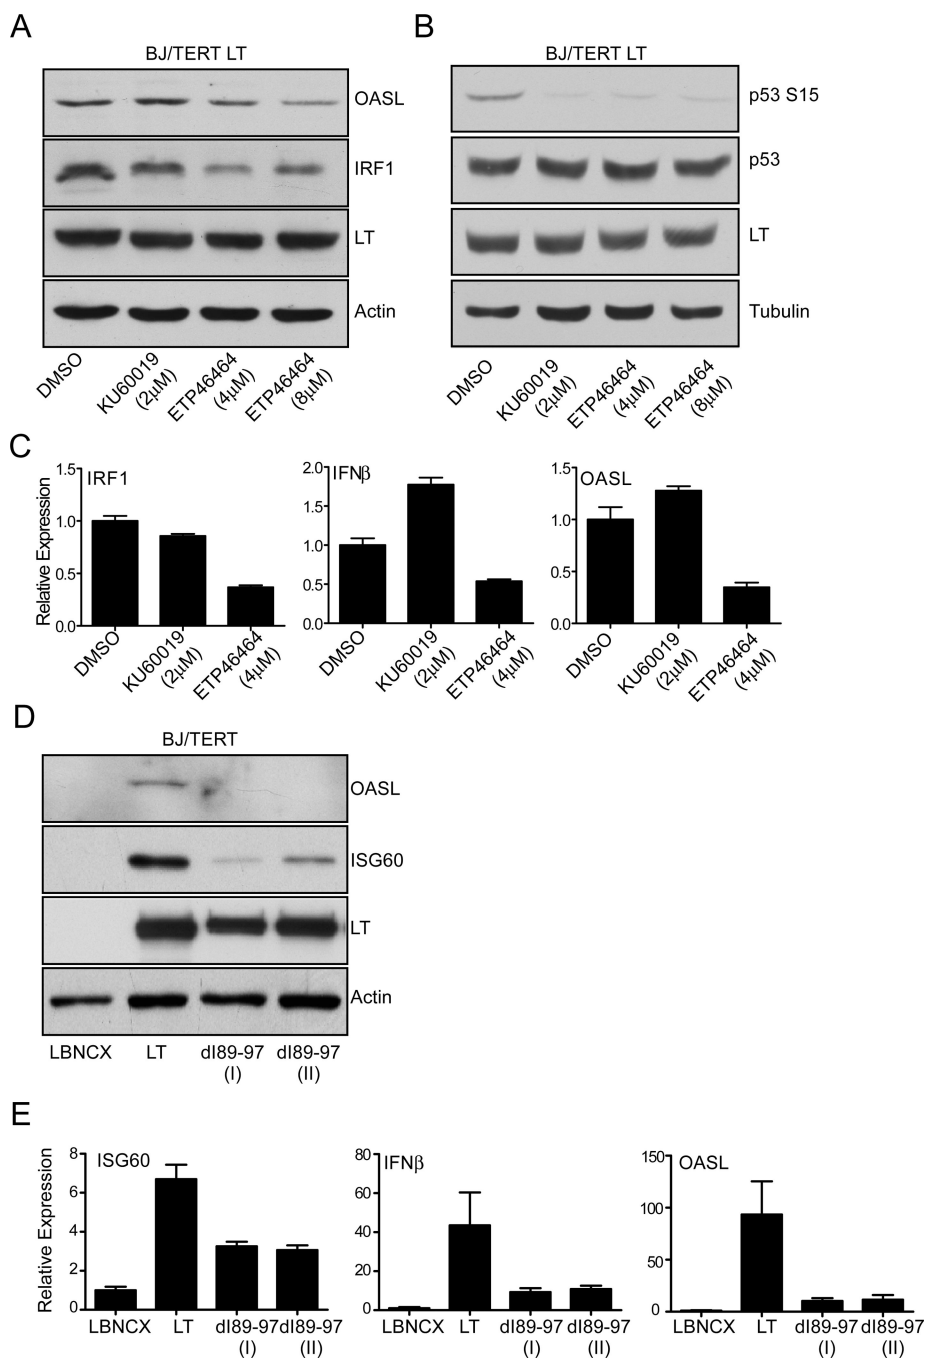 A
BJ/TERT LT
OASL
IRF1
LT
Actin
DMSO
KU60019
(2μM)
ETP46464
(4μM)
ETP46464
(8μM)
B
BJ/TERT LT
p53 S15
p53
LT
Tubulin
DMSO
KU60019
(2μM)
ETP46464
(4μM)
ETP46464
(8μM)
C
Relative Expression
IRF1
1.5
1.0
0.5
0.0
DMSO
KU60019
(2μM)
ETP46464
(4μM)
IFNβ
2.0
1.5
1.0
0.5
0.0
DMSO
KU60019
(2μM)
ETP46464
(4μM)
OASL
1.5
1.0
0.5
0.0
DMSO
KU60019
(2μM)
ETP46464
(4μM)
D
BJ/TERT
OASL
ISG60
LT
Actin
LBNCX LT dl89-97 dl89-97
(I) (II)
E
Relative Expression
ISG60
8
6
4
2
0
LBNCX LT dl89-97 dl89-97
(I) (II)
IFNβ
80
60
40
20
0
LBNCX LT dl89-97 dl89-97
(I) (II)
OASL
150
100
50
0
LBNCX LT dl89-97 dl89-97
(I) (II)